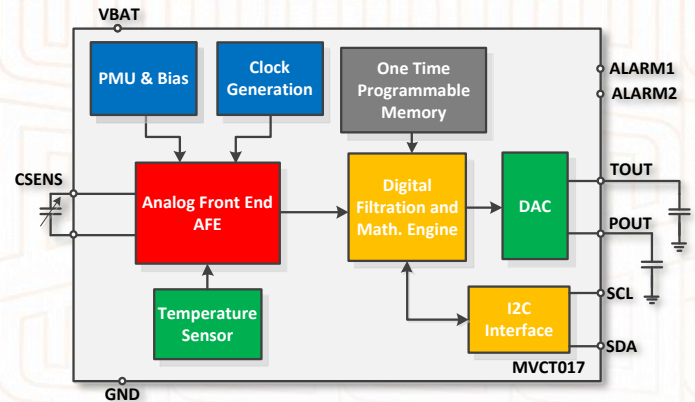 VBAT
PMU & Bias
Clock
Generation
One Time
Programmable
Memory
ALARM1
ALARM2
CSENS
Analog Front End
AFE
Digital
Filtration and
Math. Engine
DAC
TOUT
POUT
Temperature
Sensor
I2C
Interface
SCL
SDA
MVCT017
GND